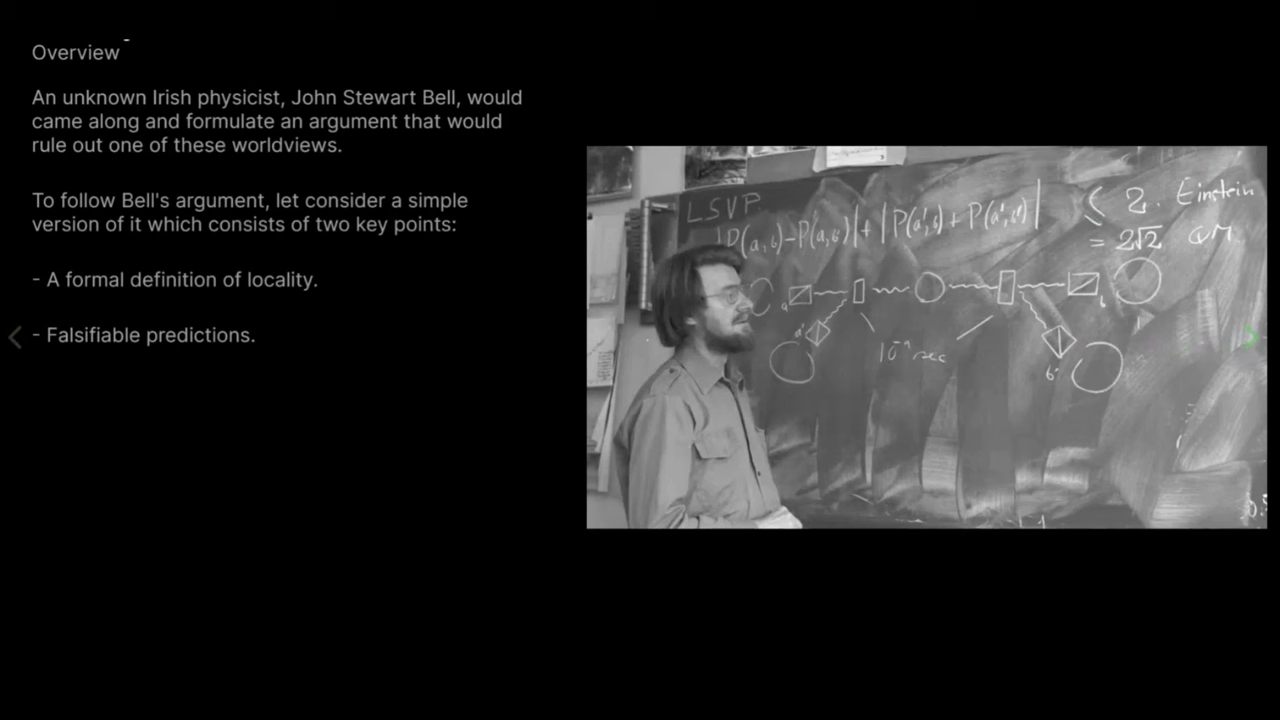 Overview
An unknown Irish physicist, John Stewart Bell, would
came along and formulate an argument that would
rule out one of these worldviews.
To follow Bell's argument, let consider a simple
version of it which consists of two key points:
- A formal definition of locality.
- Falsifiable predictions.
LSVP
|P(a,b)-P(a,b')|+|P(a',b)+P(a',b')| ≤ 2. Einstein
= 2√2 QM
a
b
a'
b'
10⁻⁹ sec